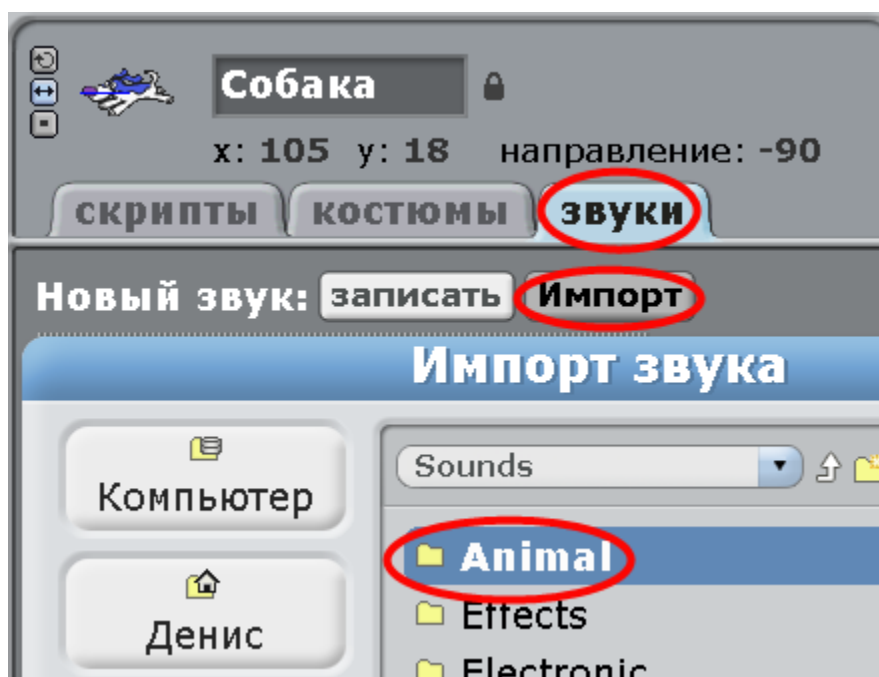 Собака
x: 105 y: 18 направление: -90
скрипты костюмы звуки
Новый звук: записать Импорт
Импорт звука
Sounds
Компьютер
Animal
Effects
Денис
Electronic